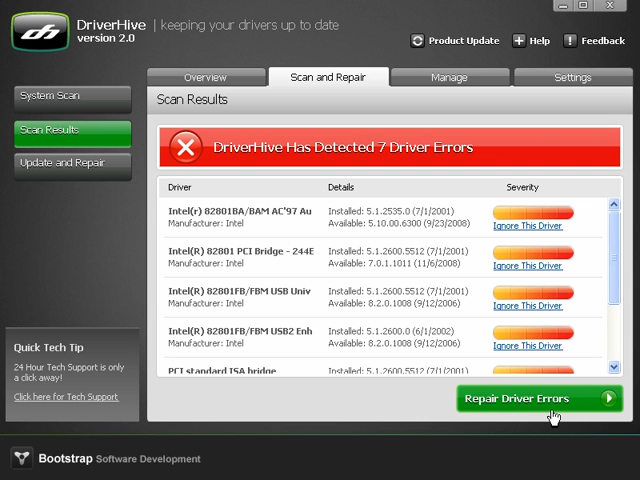 DriverHive | keeping your drivers up to date
version 2.0
Product Update
Help
Feedback
Overview
Scan and Repair
Manage
Settings
System Scan
Scan Results
Update and Repair
Scan Results
DriverHive Has Detected 7 Driver Errors
Driver Details Severity
Intel(r) 82801BA/BAM AC'97 Au Installed: 5.1.2535.0 (7/1/2001)
Manufacturer: Intel Available: 5.10.00.6300 (9/23/2008) Ignore This Driver
Intel(R) 82801 PCI Bridge - 244E Installed: 5.1.2600.5512 (7/1/2001)
Manufacturer: Intel Available: 7.0.1.1011 (11/6/2008) Ignore This Driver
Intel(R) 82801FB/FBM USB Univ Installed: 5.1.2600.5512 (7/1/2001)
Manufacturer: Intel Available: 8.2.0.1008 (9/12/2006) Ignore This Driver
Intel(R) 82801FB/FBM USB2 Enh Installed: 5.1.2600.0 (6/1/2002)
Manufacturer: Intel Available: 8.2.0.1008 (9/12/2006) Ignore This Driver
PCI standard ISA bridge Installed: 5.1.2600.5512 (7/1/2001)
Quick Tech Tip
24 Hour Tech Support is only
a click away!
Click here for Tech Support
Repair Driver Errors
Bootstrap Software Development